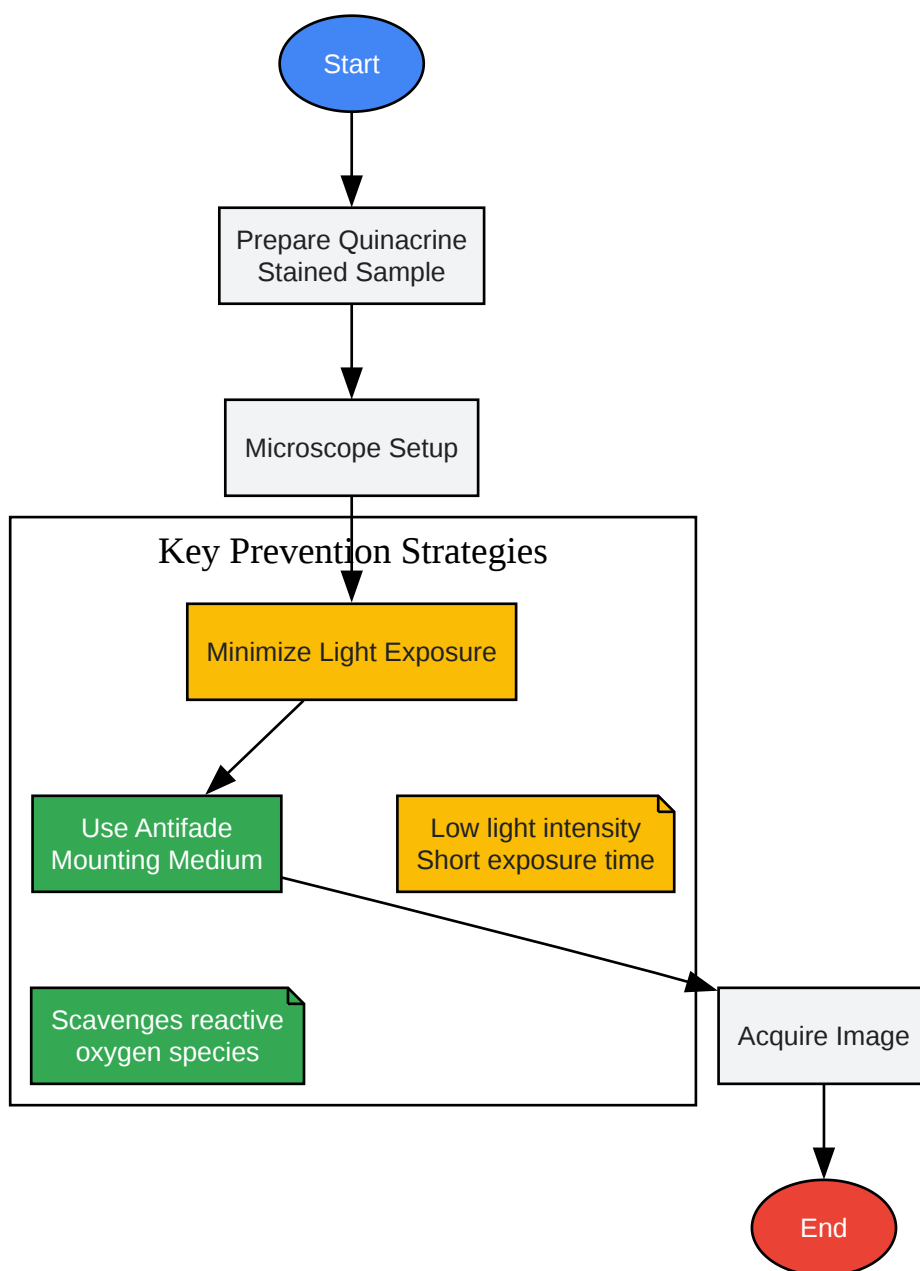 Start
Prepare Quinacrine
Stained Sample
Microscope Setup
Key Prevention Strategies
Minimize Light Exposure
Use Antifade
Mounting Medium
Low light intensity
Short exposure time
Scavenges reactive
oxygen species
Acquire Image
End